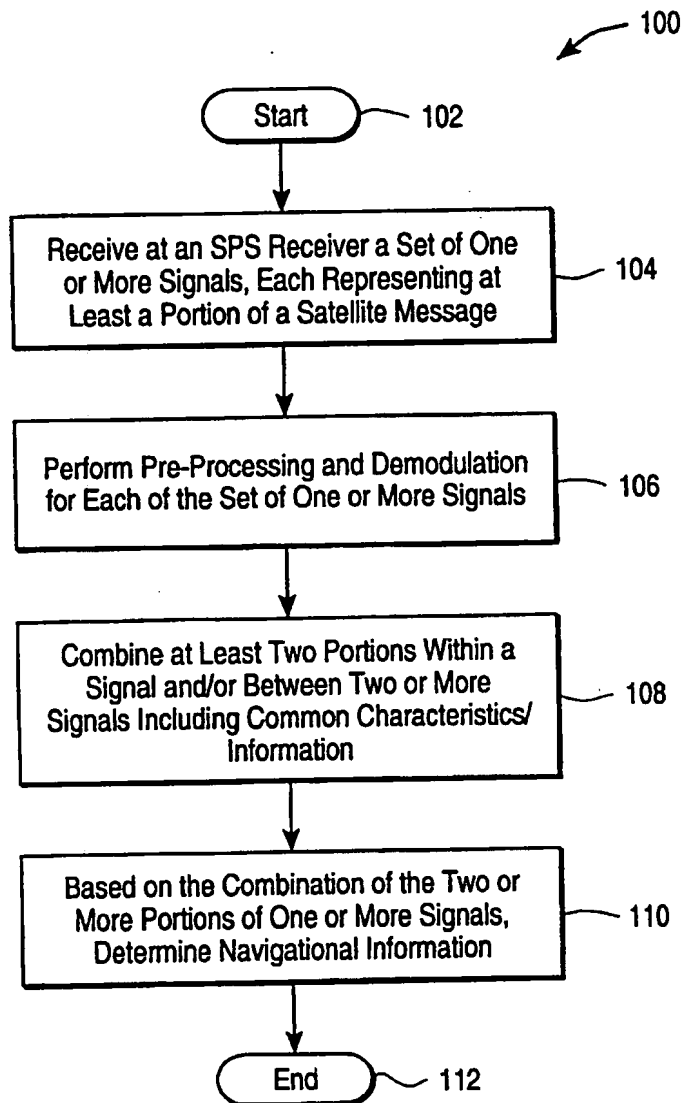 100
Start
102
Receive at an SPS Receiver a Set of One
or More Signals, Each Representing at
Least a Portion of a Satellite Message
104
Perform Pre-Processing and Demodulation
for Each of the Set of One or More Signals
106
Combine at Least Two Portions Within a
Signal and/or Between Two or More
Signals Including Common Characteristics/
Information
108
Based on the Combination of the Two or
More Portions of One or More Signals,
Determine Navigational Information
110
End
112